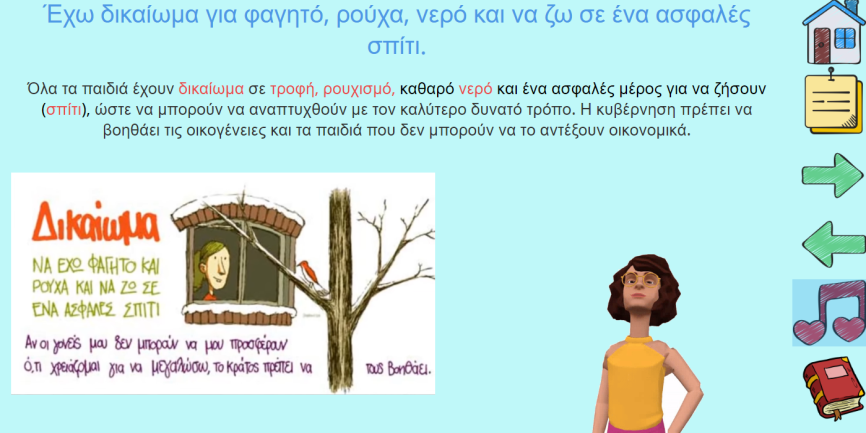 Έχω δικαίωμα για φαγητό, ρούχα, νερό και να ζω σε ένα ασφαλές
σπίτι.
Όλα τα παιδιά έχουν δικαίωμα σε τροφή, ρουχισμό, καθαρό νερό και ένα ασφαλές μέρος για να ζήσουν
(σπίτι), ώστε να μπορούν να αναπτυχθούν με τον καλύτερο δυνατό τρόπο. Η κυβέρνηση πρέπει να
βοηθάει τις οικογένειες και τα παιδιά που δεν μπορούν να το αντέξουν οικονομικά.
Δικαίωμα
ΝΑ ΕΧΩ ΦΑΓΗΤΟ ΚΑΙ
ΡΟΥΧΑ ΚΑΙ ΝΑ ΖΩ ΣΕ
ΕΝΑ ΑΣΦΑΛΕΣ ΣΠΙΤΙ
Αν οι γονείς μου δεν μπορούν να μου προσφέρουν
ό,τι χρειάζομαι για να μεγαλώσω, το κράτος πρέπει να τους βοηθάει.